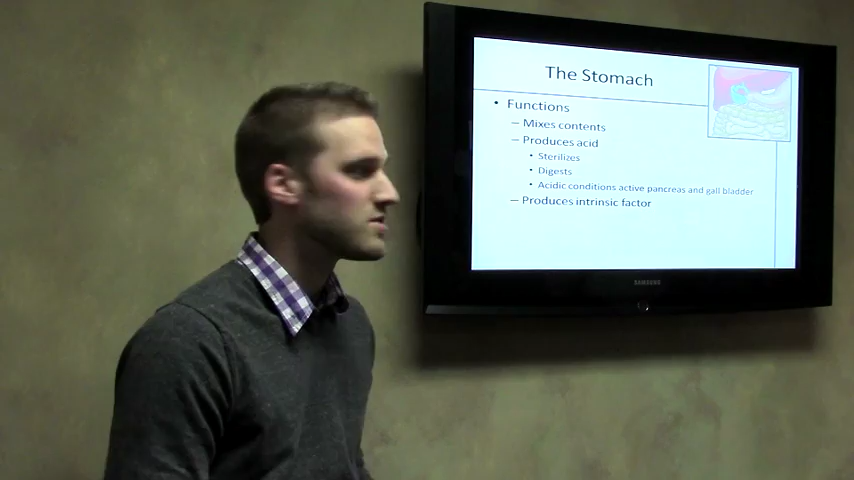 The Stomach
• Functions
– Mixes contents
– Produces acid
• Sterilizes
• Digests
• Acidic conditions active pancreas and gall bladder
– Produces intrinsic factor
SAMSUNG